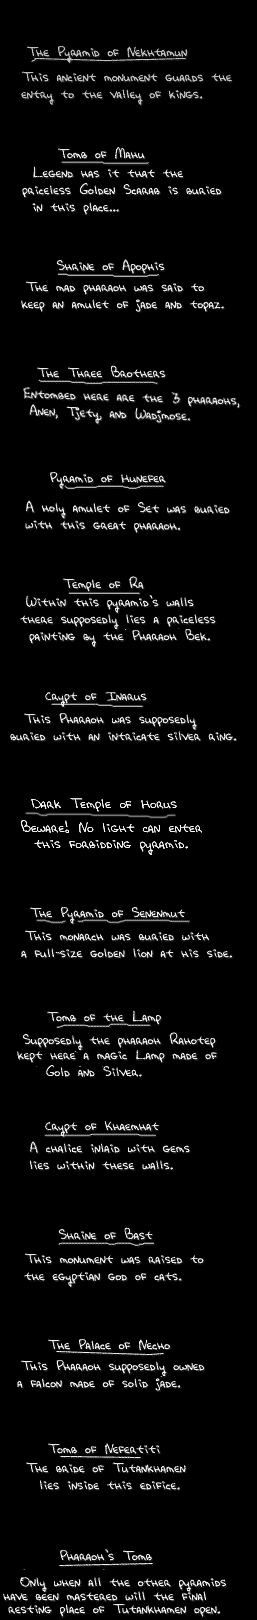 The Pyramid of Nekhtamun
This ancient monument guards the
entry to the valley of kings.
Tomb of Mahu
Legend has it that the
priceless Golden Scarab is buried
in this place...
Shrine of Apophis
The mad pharaoh was said to
keep an amulet of jade and topaz.
The Three Brothers
Entombed here are the 3 pharaohs,
Anen, Tjety, and Wadjmose.
Pyramid of Hunefer
A holy amulet of Set was buried
with this great pharaoh.
Temple of Ra
Within this pyramid's walls
there supposedly lies a priceless
painting by the Pharaoh Bek.
Crypt of Inarus
This Pharaoh was supposedly
buried with an intricate silver ring.
Dark Temple of Horus
Beware! No light can enter
this forbidding pyramid.
The Pyramid of Senenmut
This monarch was buried with
a full-size golden lion at his side.
Tomb of the Lamp
Supposedly the pharaoh Rahotep
kept here a magic Lamp made of
Gold and Silver.
Crypt of Khaemhat
A chalice inlaid with gems
lies within these walls.
Shrine of Bast
This monument was raised to
the egyptian god of cats.
The Palace of Necho
This Pharaoh supposedly owned
a falcon made of solid jade.
Tomb of Nefertiti
The bride of Tutankhamen
lies inside this edifice.
Pharaoh's Tomb
Only when all the other pyramids
have been mastered will the final
resting place of Tutankhamen open.